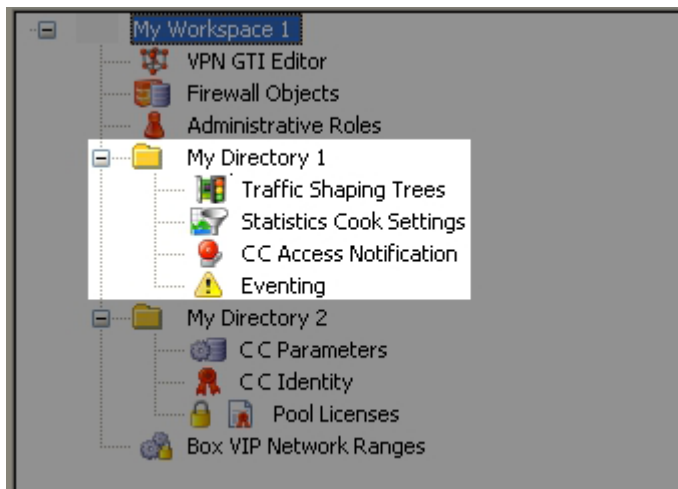 My Workspace 1
VPN GTI Editor
Firewall Objects
Administrative Roles
My Directory 1
Traffic Shaping Trees
Statistics Cook Settings
CC Access Notification
Eventing
My Directory 2
CC Parameters
CC Identity
Pool Licenses
Box VIP Network Ranges